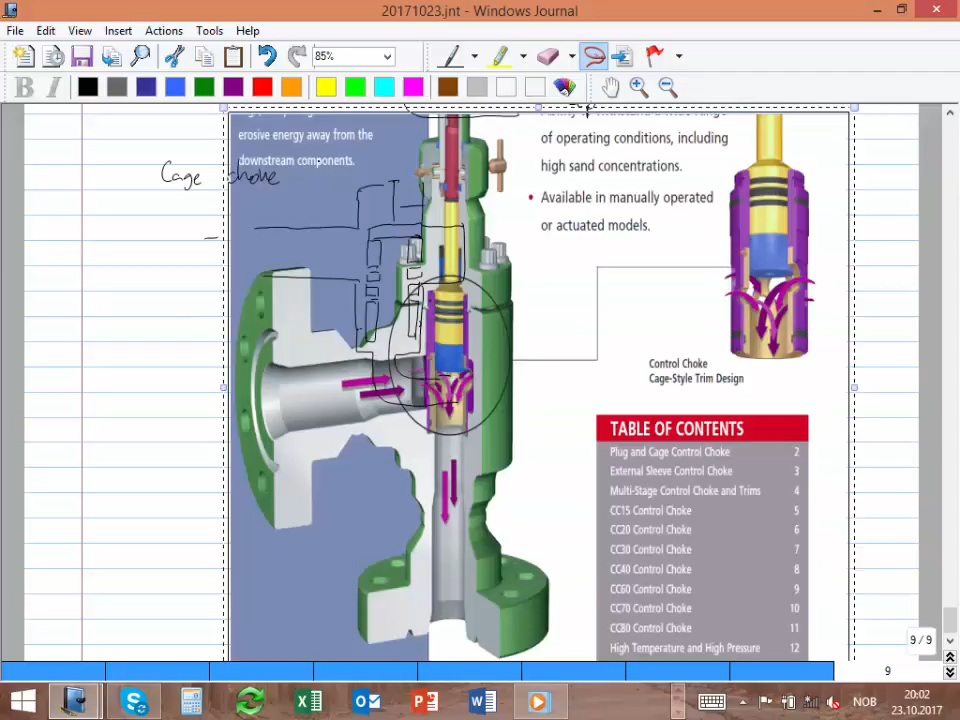 20171023.jnt - Windows Journal
File Edit View Insert Actions Tools Help
85%
B I
erosive energy away from the
downstream components.
Cage choke
of operating conditions, including
high sand concentrations.
• Available in manually operated
or actuated models.
Control Choke
Cage-Style Trim Design
TABLE OF CONTENTS
Plug and Cage Control Choke 2
External Sleeve Control Choke 3
Multi-Stage Control Choke and Trims 4
CC15 Control Choke 5
CC20 Control Choke 6
CC30 Control Choke 7
CC40 Control Choke 8
CC60 Control Choke 9
CC70 Control Choke 10
CC80 Control Choke 11
High Temperature and High Pressure 12
9 / 9
9
NOB
20:02
23.10.2017